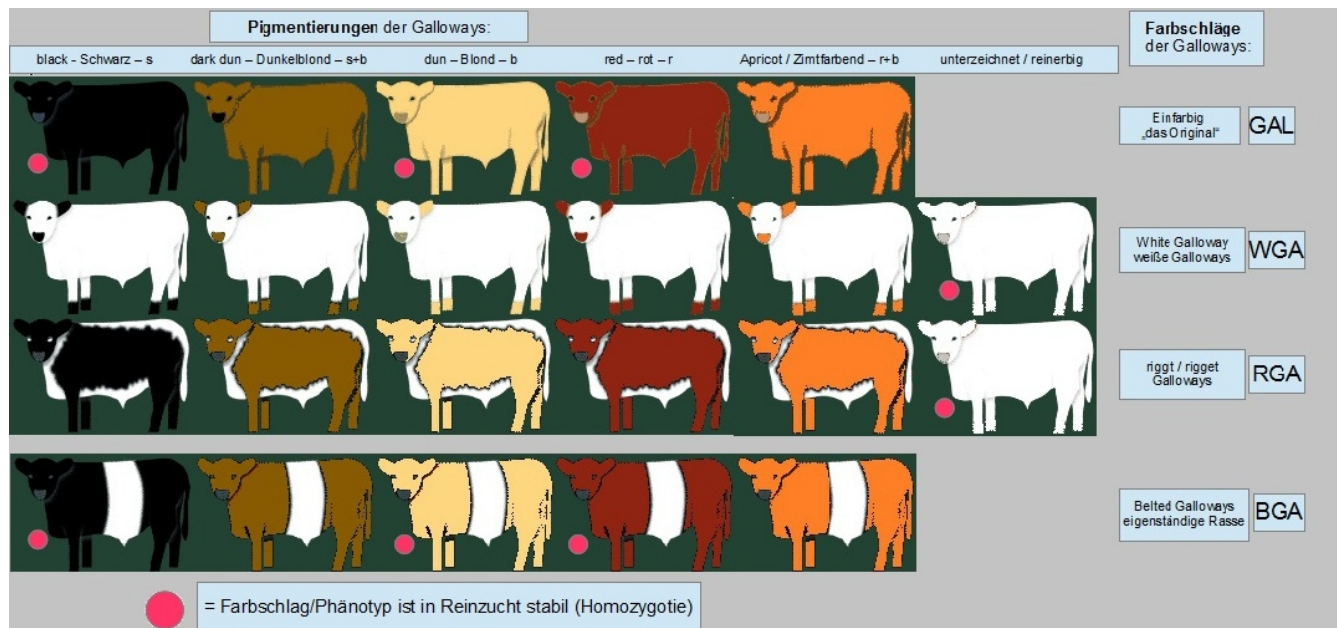 Pigmentierungen der Galloways:
Farbschläge
der Galloways:
black - Schwarz – s
dark dun – Dunkelblond – s+b
dun – Blond – b
red – rot – r
Apricot / Zimtfarbend – r+b
unterzeichnet / reinerbig
Einfarbig
„das Original“
GAL
White Galloway
weiße Galloways
WGA
riggt / rigget
Galloways
RGA
Belted Galloways
eigenständige Rasse
BGA
= Farbschlag/Phänotyp ist in Reinzucht stabil (Homozygotie)